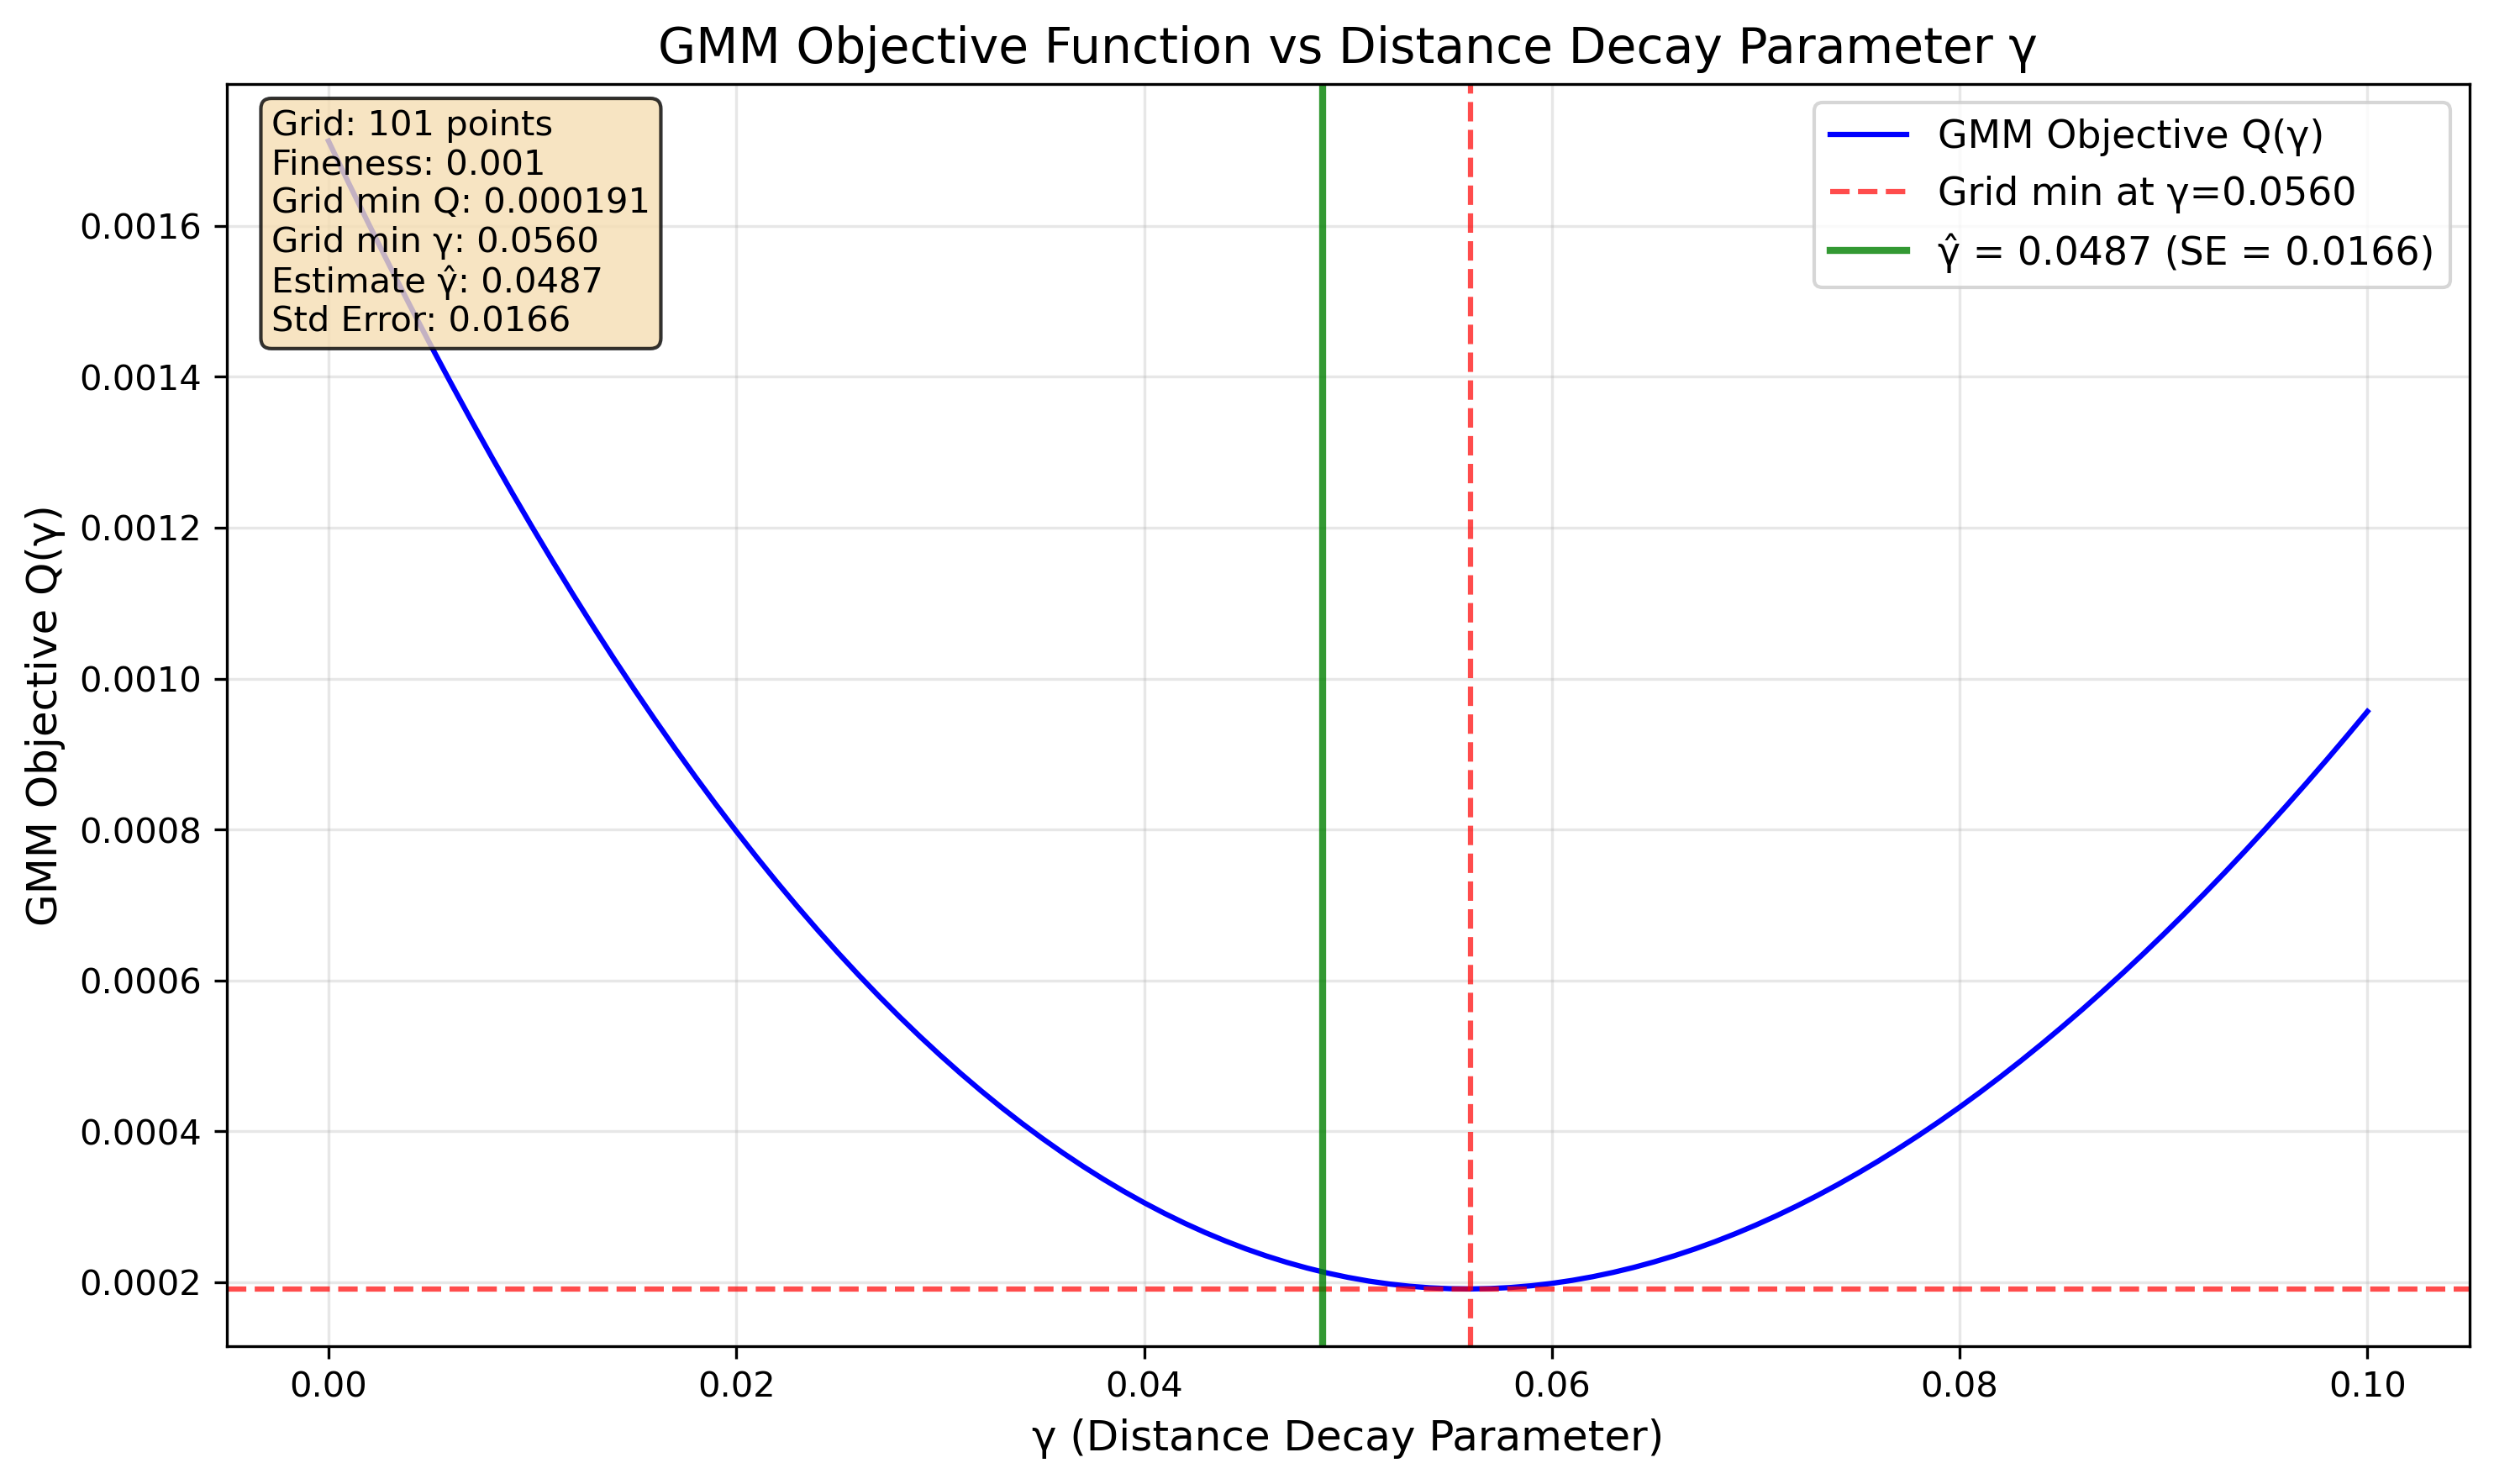 GMM Objective Function vs Distance Decay Parameter γ
Grid: 101 points
Fineness: 0.001
Grid min Q: 0.000191
Grid min γ: 0.0560
Estimate γ̂: 0.0487
Std Error: 0.0166
GMM Objective Q(γ)
Grid min at γ=0.0560
γ̂ = 0.0487 (SE = 0.0166)
GMM Objective Q(γ)
0.0016
0.0014
0.0012
0.0010
0.0008
0.0006
0.0004
0.0002
0.00 0.02 0.04 0.06 0.08 0.10
γ (Distance Decay Parameter)